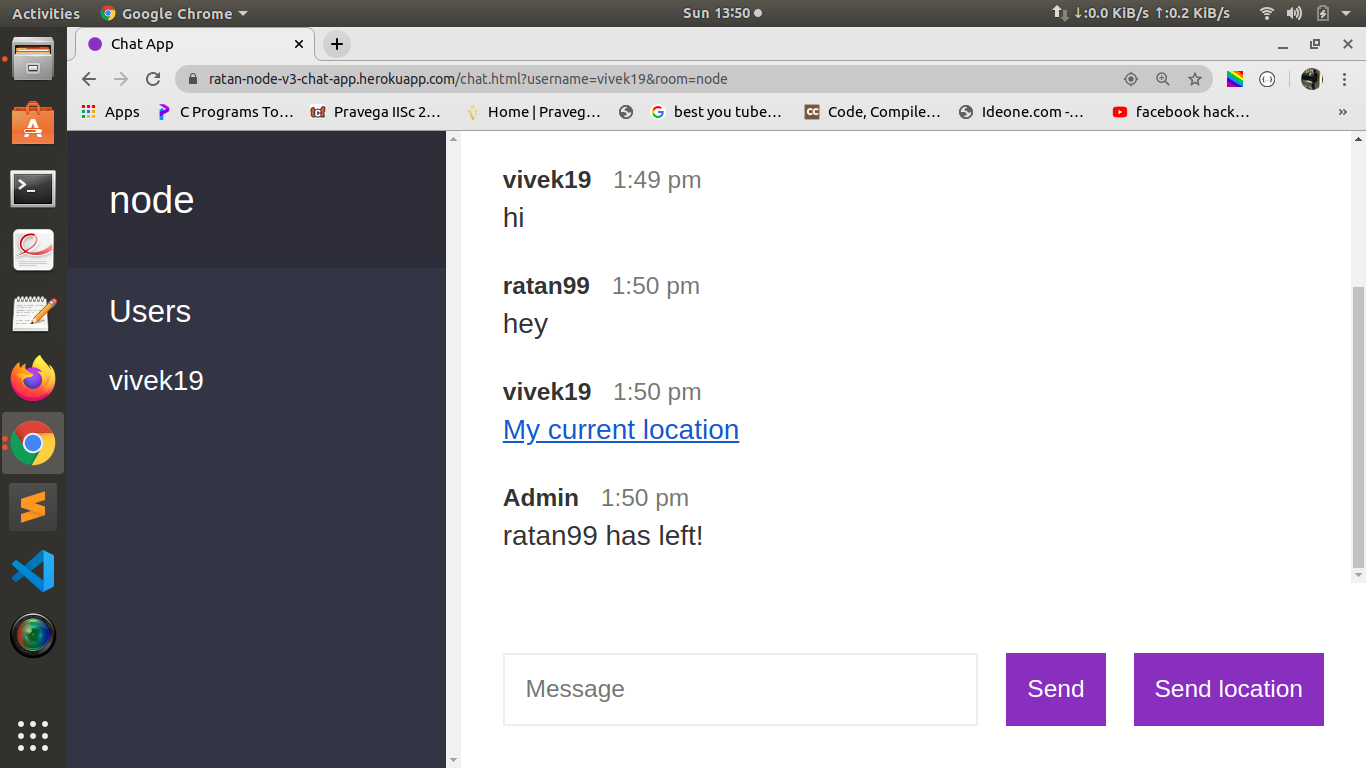 Activities Google Chrome Sun 13:50 ↓:0.0 KiB/s ↑:0.2 KiB/s
Chat App
ratan-node-v3-chat-app.herokuapp.com/chat.html?username=vivek19&room=node
Apps C Programs To… Pravega IISc 2… Home | Praveg… best you tube… CC Code, Compile… Ideone.com -… facebook hack… »
node
Users
vivek19
vivek19 1:49 pm
hi
ratan99 1:50 pm
hey
vivek19 1:50 pm
My current location
Admin 1:50 pm
ratan99 has left!
Message Send Send location